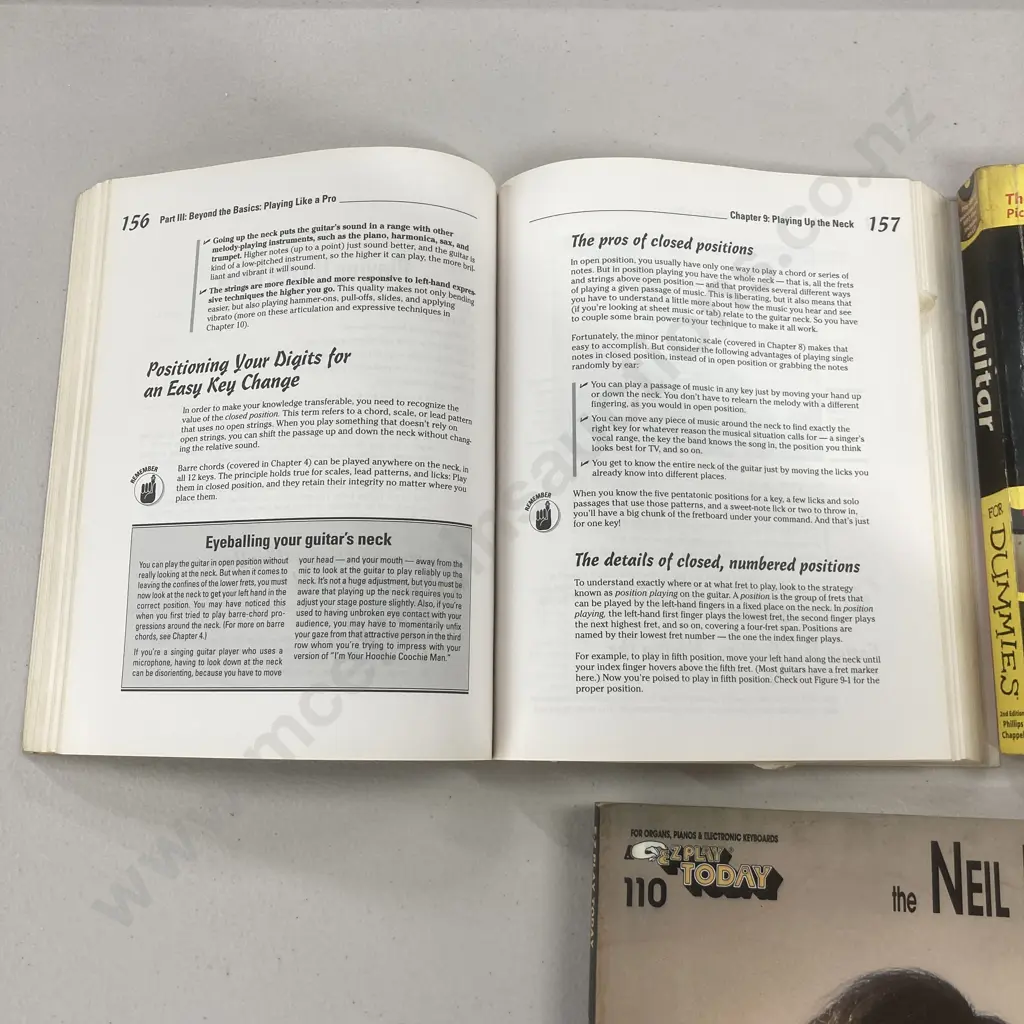 156 Part III: Beyond the Basics: Playing Like a Pro
Going up the neck puts the guitar's sound in a range with other
melody-playing instruments, such as the piano, harmonica, sax, and
trumpet. Higher notes (up to a point) just sound better, and the guitar is
kind of a low-pitched instrument, so the higher it can play, the more bril-
liant and vibrant it will sound.
The strings are more flexible and more responsive to left-hand expres-
sive techniques the higher you go. This quality makes not only bending
easier, but also playing hammer-ons, pull-offs, slides, and applying
vibrato (more on these articulation and expressive techniques in
Chapter 10).
Positioning Your Digits for
an Easy Key Change
In order to make your knowledge transferable, you need to recognize the
value of the closed position. This term refers to a chord, scale, or lead pattern
that uses no open strings. When you play something that doesn't rely on
open strings, you can shift the passage up and down the neck without chang-
ing the relative sound.
REMEMBER
Barre chords (covered in Chapter 4) can be played anywhere on the neck, in
all 12 keys. The principle holds true for scales, lead patterns, and licks: Play
them in closed position, and they retain their integrity no matter where you
place them.
Eyeballing your guitar's neck
You can play the guitar in open position without
really looking at the neck. But when it comes to
leaving the confines of the lower frets, you must
now look at the neck to get your left hand in the
correct position. You may have noticed this
when you first tried to play barre-chord pro-
gressions around the neck. (For more on barre
chords, see Chapter 4.)
If you're a singing guitar player who uses a
microphone, having to look down at the neck
can be disorienting, because you have to move
your head — and your mouth — away from the
mic to look at the guitar to play reliably up the
neck. It's not a huge adjustment, but you must be
aware that playing up the neck requires you to
adjust your stage posture slightly. Also, if you're
used to having unbroken eye contact with your
audience, you may have to momentarily unfix
your gaze from that attractive person in the third
row whom you're trying to impress with your
version of "I'm Your Hoochie Coochie Man."
Chapter 9: Playing Up the Neck 157
The pros of closed positions
In open position, you usually have only one way to play a chord or series of
notes. But in position playing you have the whole neck — that is, all the frets
and strings above open position — and that provides several different ways
of playing a given passage of music. This is liberating, but it also means that
you have to understand a little more about how the music you hear and see
(if you're looking at sheet music or tab) relate to the guitar neck. So you have
to couple some brain power to your technique to make it all work.
Fortunately, the minor pentatonic scale (covered in Chapter 8) makes that
easy to accomplish. But consider the following advantages of playing single
notes in closed position, instead of in open position or grabbing the notes
randomly by ear:
You can play a passage of music in any key just by moving your hand up
or down the neck. You don't have to relearn the melody with a different
fingering, as you would in open position.
You can move any piece of music around the neck to find exactly the
right key for whatever reason the musical situation calls for — a singer's
vocal range, the key the band knows the song in, the position you think
looks best for TV, and so on.
You get to know the entire neck of the guitar just by moving the licks you
already know into different places.
REMEMBER
When you know the five pentatonic positions for a key, a few licks and solo
passages that use those patterns, and a sweet-note lick or two to throw in,
you'll have a big chunk of the fretboard under your command. And that's just
for one key!
The details of closed, numbered positions
To understand exactly where or at what fret to play, look to the strategy
known as position playing on the guitar. A position is the group of frets that
can be played by the left-hand fingers in a fixed place on the neck. In position
playing, the left-hand first finger plays the lowest fret, the second finger plays
the next highest fret, and so on, covering a four-fret span. Positions are
named by their lowest fret number — the one the index finger plays.
For example, to play in fifth position, move your left hand along the neck until
your index finger hovers above the fifth fret. (Most guitars have a fret marker
here.) Now you're poised to play in fifth position. Check out Figure 9-1 for the
proper position.
Guitar
FOR
DUMMIES
2nd Edition
Phillips
Chappel
FOR ORGANS, PIANOS & ELECTRONIC KEYBOARDS
E-Z PLAY
TODAY
110
the NEIL